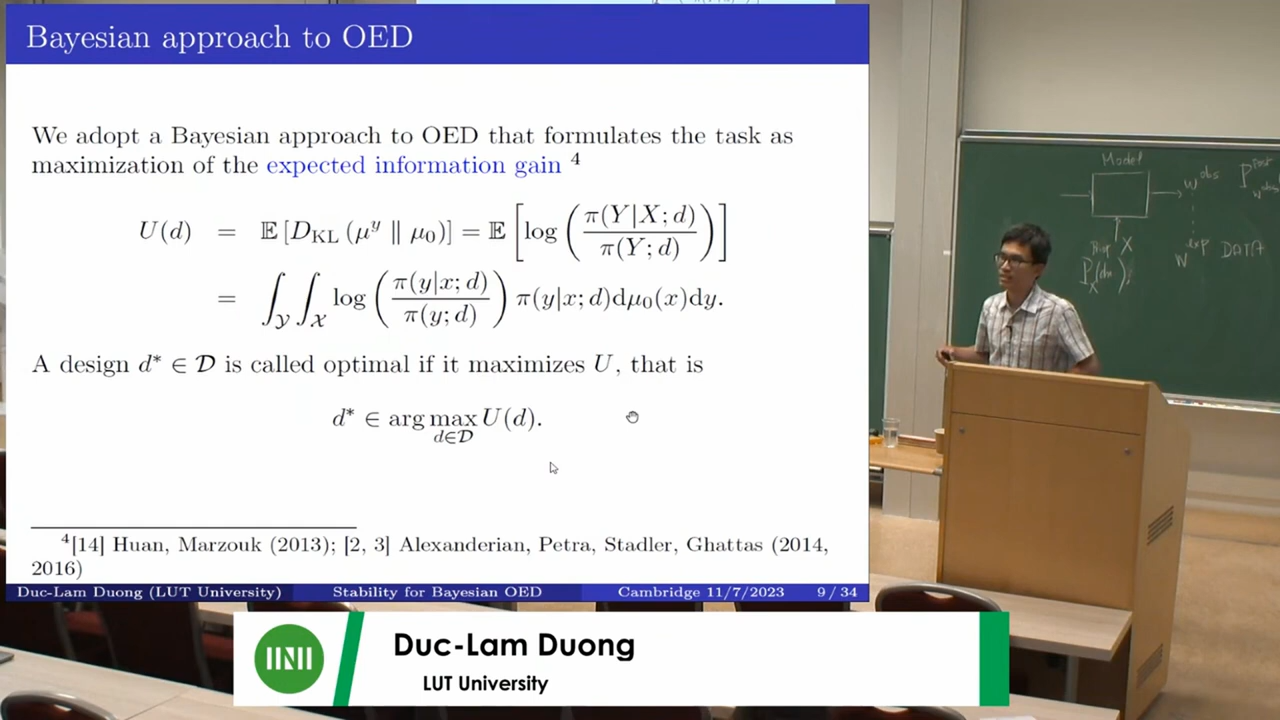 Bayesian approach to OED
We adopt a Bayesian approach to OED that formulates the task as
maximization of the expected information gain ⁴
U(d) = 𝔼 [D_KL (μ^y ∥ μ_0)] = 𝔼 [log (π(Y|X; d) / π(Y; d))]
= ∫_𝒴 ∫_𝒳 log (π(y|x; d) / π(y; d)) π(y|x; d)dμ_0(x)dy.
A design d* ∈ 𝒟 is called optimal if it maximizes U, that is
d* ∈ arg max_{d∈𝒟} U(d).
⁴[14] Huan, Marzouk (2013); [2, 3] Alexanderian, Petra, Stadler, Ghattas (2014,
2016)
Duc-Lam Duong (LUT University) Stability for Bayesian OED Cambridge 11/7/2023 9 / 34
Model
w^obs
X
w^exp DATA
P_X(dx)
Duc-Lam Duong
LUT University